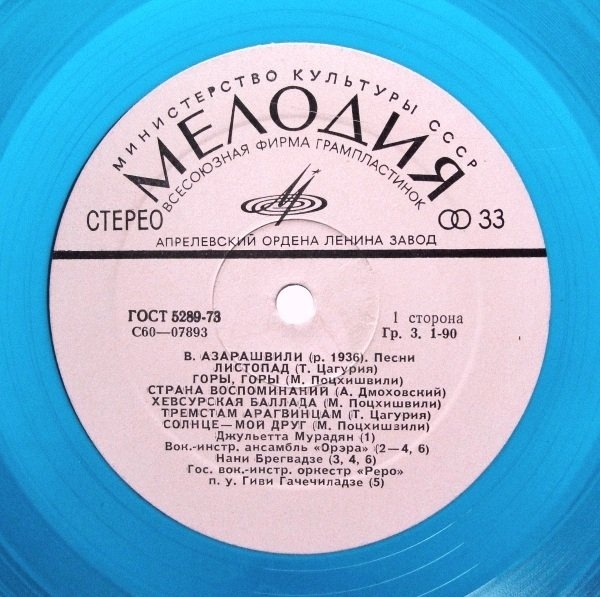 МИНИСТЕРСТВО КУЛЬТУРЫ СССР
МЕЛОДИЯ
ВСЕСОЮЗНАЯ ФИРМА ГРАМПЛАСТИНОК
СТЕРЕО 33
АПРЕЛЕВСКИЙ ОРДЕНА ЛЕНИНА ЗАВОД
ГОСТ 5289-73 1 сторона
С60—07893 Гр. 3. 1-90
В. АЗАРАШВИЛИ (р. 1936). Песни
ЛИСТОПАД (Т. Цагурия)
ГОРЫ, ГОРЫ (М. Поцхишвили)
СТРАНА ВОСПОМИНАНИЙ (А. Дмоховский)
ХЕВСУРСКАЯ БАЛЛАДА (М. Поцхишвили)
ТРЕМСТАМ АРАГВИНЦАМ (Т. Цагурия)
СОЛНЦЕ—МОЙ ДРУГ (М. Поцхишвили)
Джульетта Мурадян (1)
Вок.-инстр. ансамбль «Орэра» (2—4, 6)
Нани Брегвадзе (3, 4, 6)
Гос. вок.-инстр. оркестр «Реро»
п. у. Гиви Гачечиладзе (5)